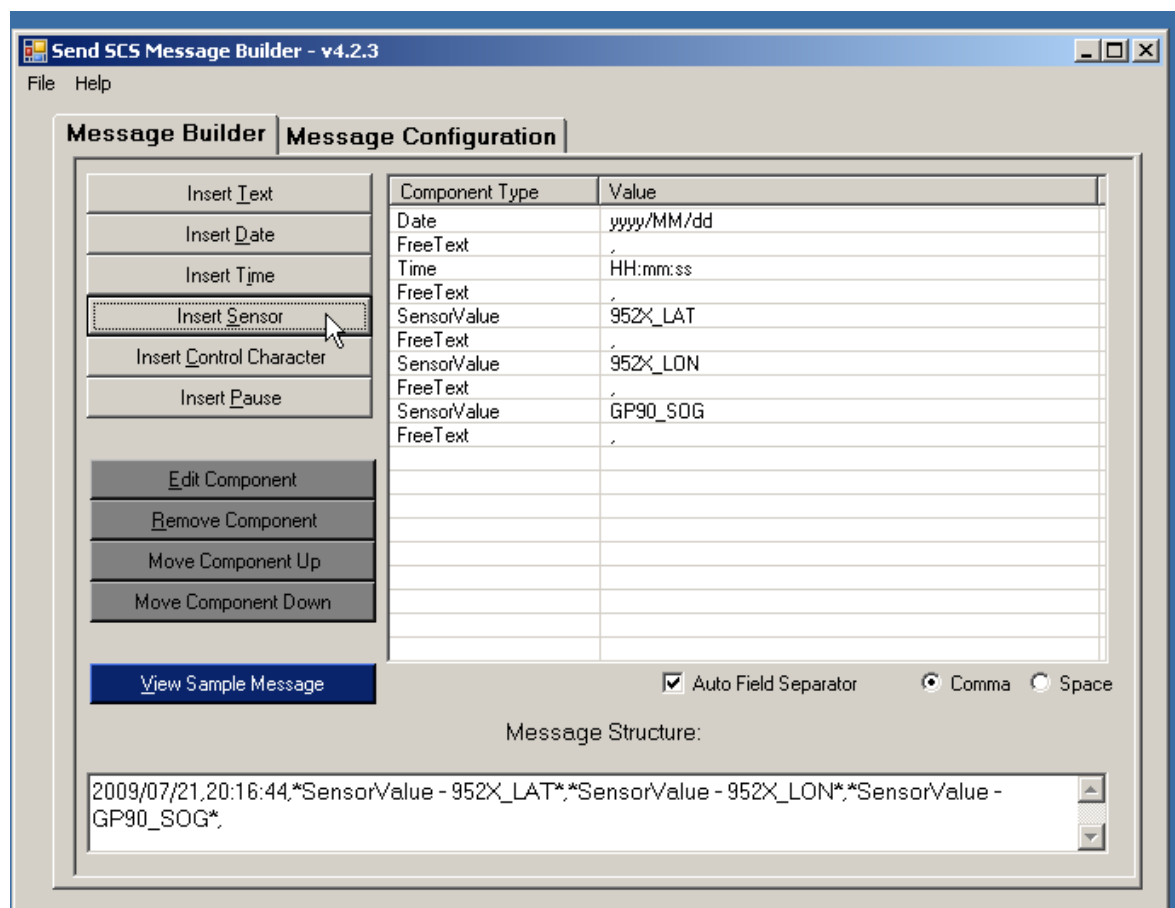 Send SCS Message Builder - v4.2.3
File Help
Message Builder Message Configuration
Insert Text
Insert Date
Insert Time
Insert Sensor
Insert Control Character
Insert Pause
Edit Component
Remove Component
Move Component Up
Move Component Down
View Sample Message
Component Type Value
Date yyyy/MM/dd
FreeText ,
Time HH:mm:ss
FreeText ,
SensorValue 952X_LAT
FreeText ,
SensorValue 952X_LON
FreeText ,
SensorValue GP90_SOG
FreeText ,
Auto Field Separator Comma Space
Message Structure:
2009/07/21,20:16:44,*SensorValue - 952X_LAT*,*SensorValue - 952X_LON*,*SensorValue -
GP90_SOG*,